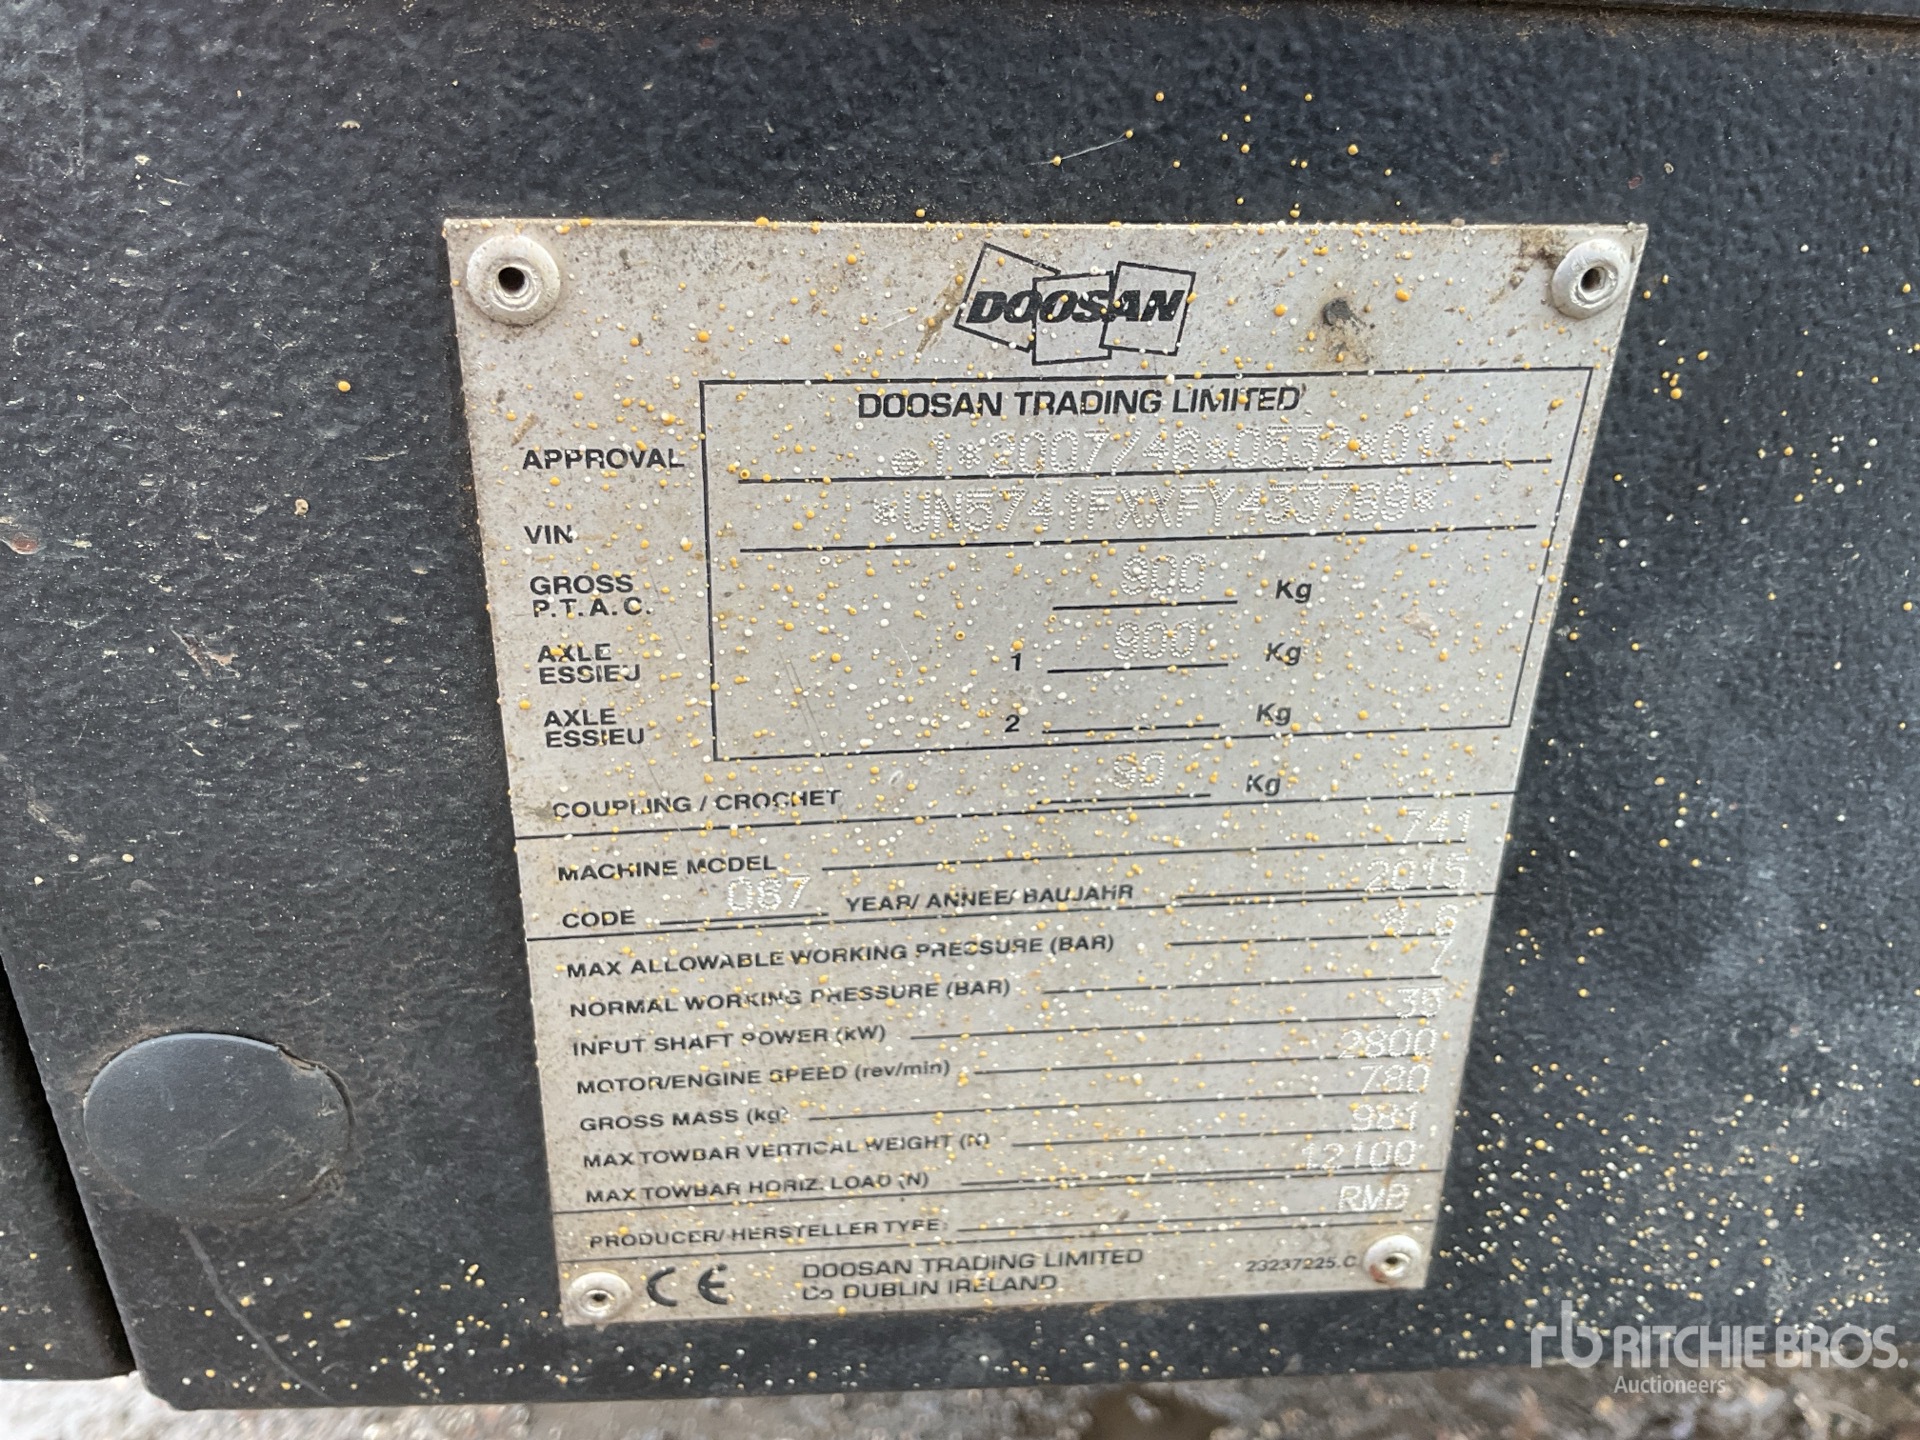 DOOSAN
DOOSAN TRADING LIMITED
APPROVAL e1*2007/46*0532*01
VIN *UN5741FXXFY433789*
GROSS P.T.A.C. 900 Kg
AXLE ESSIEU 1 900 Kg
AXLE ESSIEU 2 Kg
COUPLING / CROCHET 90 Kg
MACHINE MODEL 741
CODE 087 YEAR/ ANNEE/ BAUJAHR 2015
MAX ALLOWABLE WORKING PRESSURE (BAR) 8.6
NORMAL WORKING PRESSURE (BAR) 7
INPUT SHAFT POWER (kW)
MOTOR/ENGINE SPEED (rev/min) 2800
GROSS MASS (kg) 780
MAX TOWBAR VERTICAL WEIGHT (N) 981
MAX TOWBAR HORIZ. LOAD (N) 12100
PRODUCER/ HERSTELLER TYPE: RMB
CE DOOSAN TRADING LIMITED 23237225.C
Co DUBLIN IRELAND
rb RITCHIE BROS.
Auctioneers